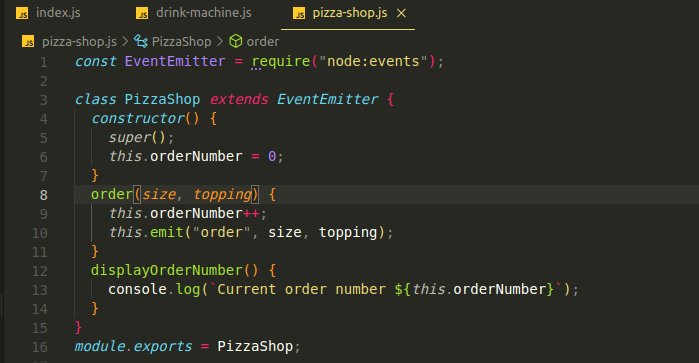 JS index.js JS drink-machine.js JS pizza-shop.js ×
JS pizza-shop.js > PizzaShop > order
1 const EventEmitter = require("node:events");
2
3 class PizzaShop extends EventEmitter {
4 constructor() {
5 super();
6 this.orderNumber = 0;
7 }
8 order(size, topping) {
9 this.orderNumber++;
10 this.emit("order", size, topping);
11 }
12 displayOrderNumber() {
13 console.log(`Current order number ${this.orderNumber}`);
14 }
15 }
16 module.exports = PizzaShop;